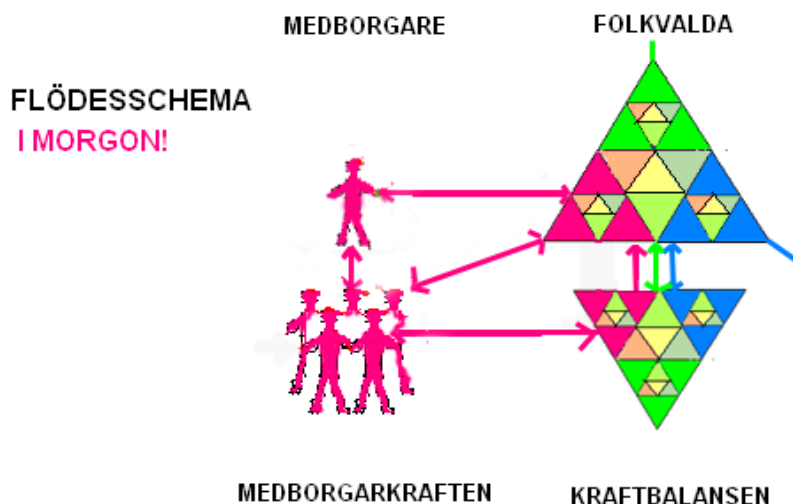 MEDBORGARE
FOLKVALDA
FLÖDESSCHEMA
I MORGON!
MEDBORGARKRAFTEN
KRAFTBALANSEN